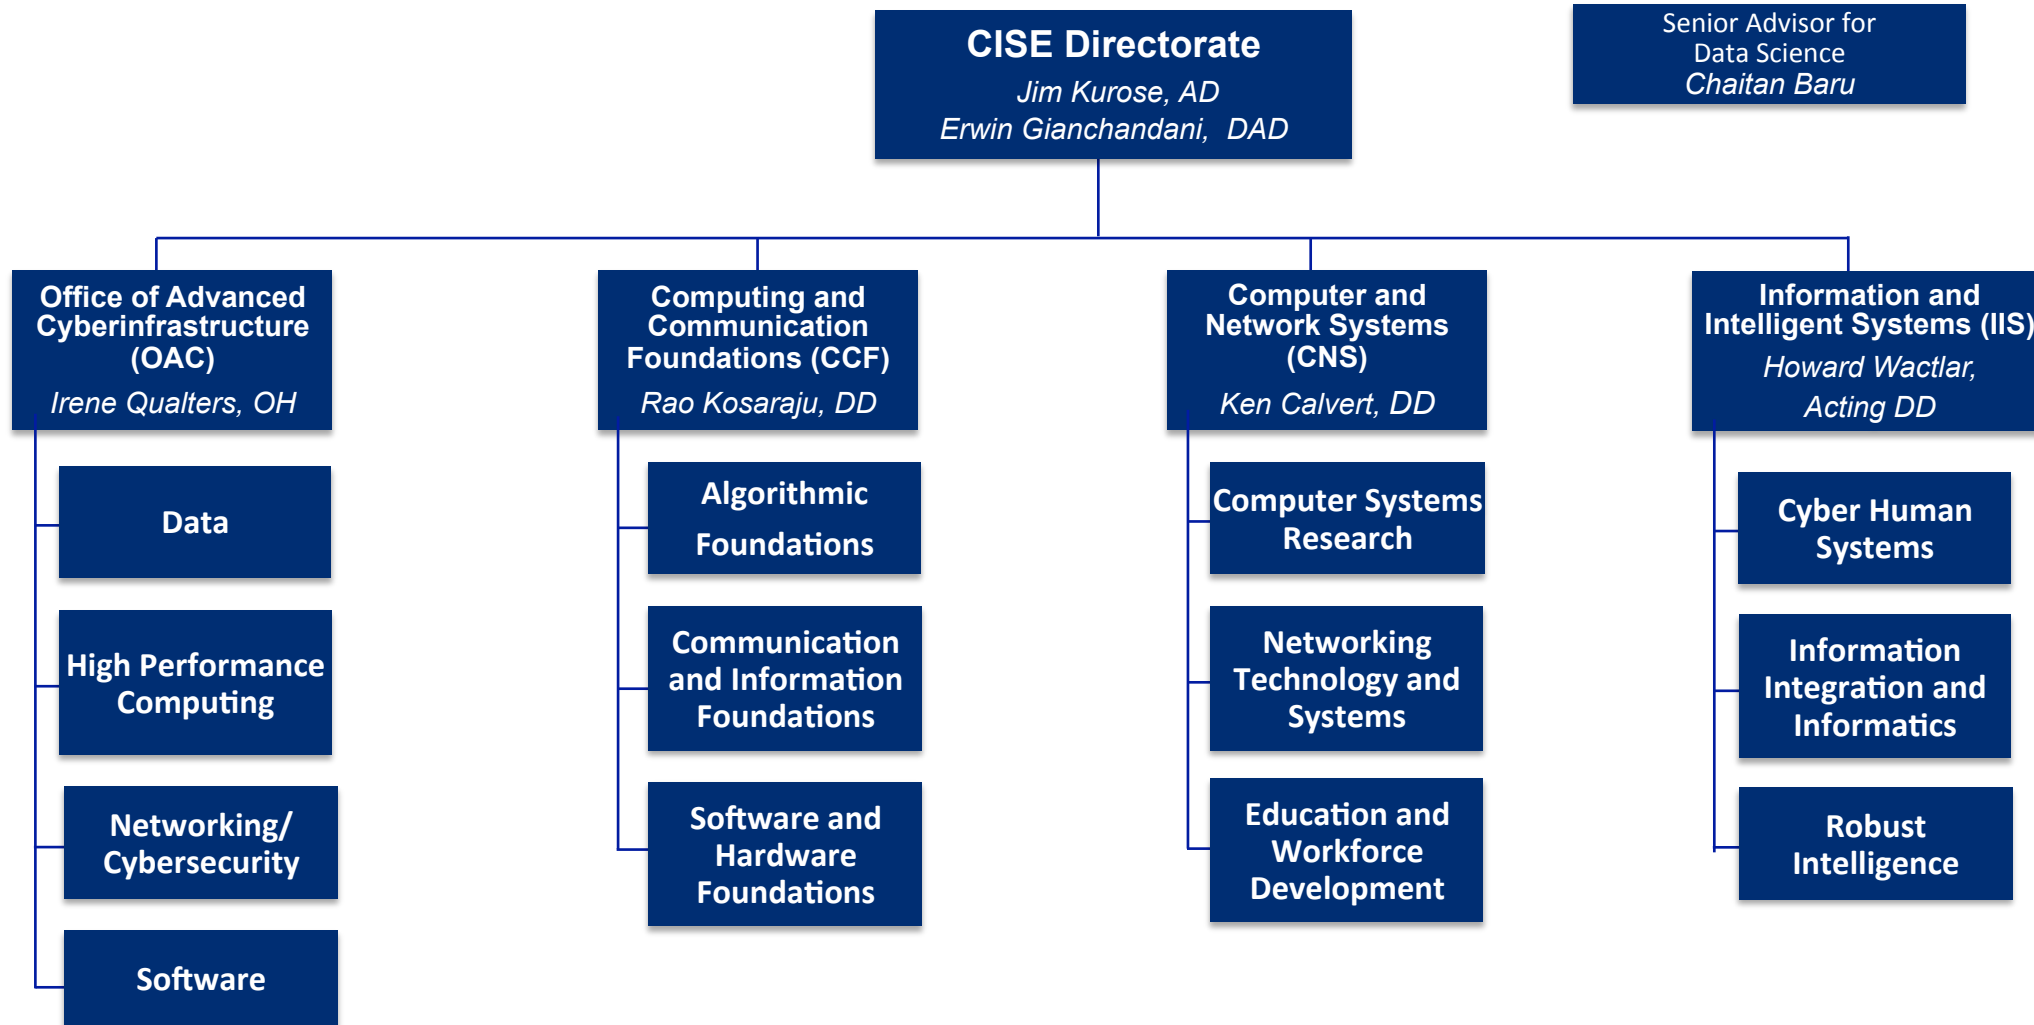 CISE Directorate
Jim Kurose, AD
Erwin Gianchandani, DAD
Senior Advisor for
Data Science
Chaitan Baru
Office of Advanced
Cyberinfrastructure
(OAC)
Irene Qualters, OH
Data
High Performance
Computing
Networking/
Cybersecurity
Software
Computing and
Communication
Foundations (CCF)
Rao Kosaraju, DD
Algorithmic
Foundations
Communication
and Information
Foundations
Software and
Hardware
Foundations
Computer and
Network Systems
(CNS)
Ken Calvert, DD
Computer Systems
Research
Networking
Technology and
Systems
Education and
Workforce
Development
Information and
Intelligent Systems (IIS)
Howard Wactlar,
Acting DD
Cyber Human
Systems
Information
Integration and
Informatics
Robust
Intelligence